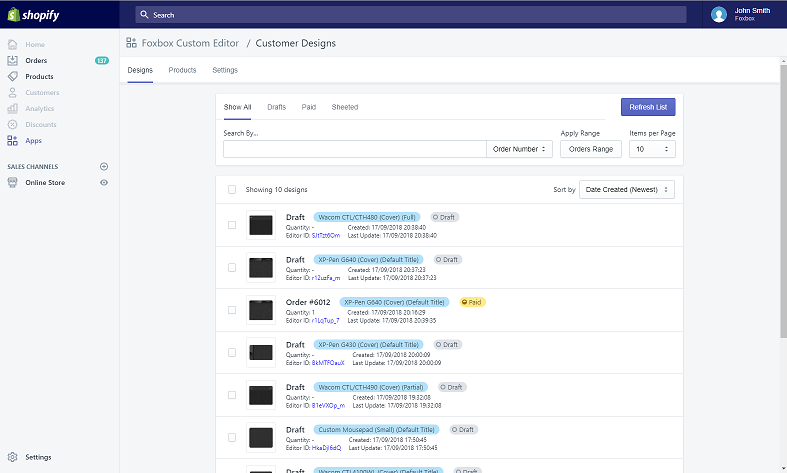 shopify
Search
John Smith
Foxbox
Home
Orders
137
Products
Customers
Analytics
Discounts
Apps
SALES CHANNELS
Online Store
Settings
Foxbox Custom Editor / Customer Designs
Designs Products Settings
Show All Drafts Paid Sheeted
Refresh List
Search By... Apply Range Items per Page
Order Number Orders Range 10
Showing 10 designs Sort by Date Created (Newest)
Draft Wacom CTL/CTH480 (Cover) (Full) Draft
Quantity: - Created: 17/09/2018 20:38:40
Editor ID: SJtTzt6Om Last Update: 17/09/2018 20:38:40
Draft XP-Pen G640 (Cover) (Default Title) Draft
Quantity: - Created: 17/09/2018 20:37:23
Editor ID: r12uzFa_m Last Update: 17/09/2018 20:37:23
Order #6012 XP-Pen G640 (Cover) (Default Title) Paid
Quantity: 1 Created: 17/09/2018 20:16:29
Editor ID: r1LqTup_7 Last Update: 17/09/2018 20:39:35
Draft XP-Pen G430 (Cover) (Default Title) Draft
Quantity: - Created: 17/09/2018 20:00:09
Editor ID: BkMTFOauX Last Update: 17/09/2018 20:00:09
Draft Wacom CTL/CTH490 (Cover) (Partial) Draft
Quantity: - Created: 17/09/2018 19:32:08
Editor ID: B1eVXOp_m Last Update: 17/09/2018 19:32:08
Draft Custom Mousepad (Small) (Default Title) Draft
Quantity: - Created: 17/09/2018 17:50:45
Editor ID: HkaDjI6dQ Last Update: 17/09/2018 17:50:45
Draft Wacom CTL4100WL (Cover) (Default Title) Draft